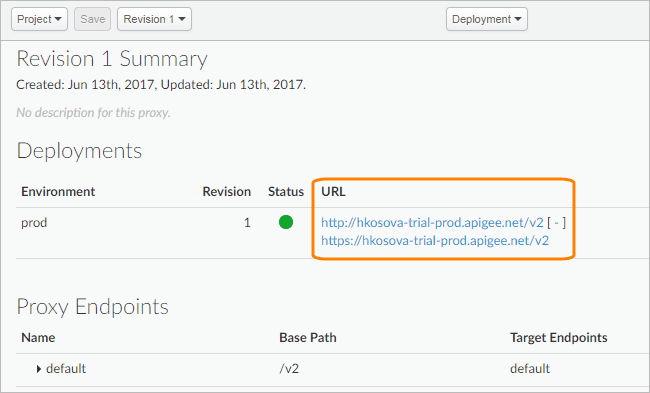 Project Save Revision 1 Deployment
Revision 1 Summary
Created: Jun 13th, 2017, Updated: Jun 13th, 2017.
No description for this proxy.
Deployments
Environment Revision Status URL
prod 1 http://hkosova-trial-prod.apigee.net/v2 [ - ]
https://hkosova-trial-prod.apigee.net/v2
Proxy Endpoints
Name Base Path Target Endpoints
default /v2 default